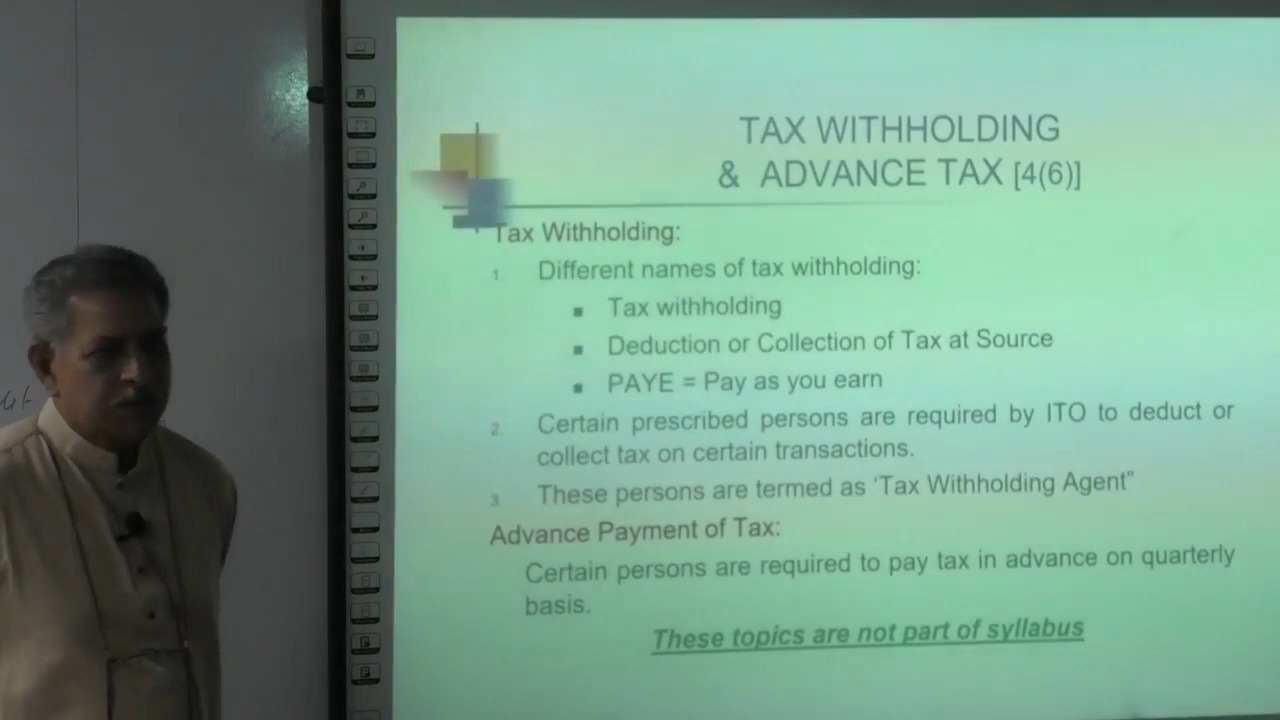 TAX WITHHOLDING
& ADVANCE TAX [4(6)]
Tax Withholding:
1. Different names of tax withholding:
▪ Tax withholding
▪ Deduction or Collection of Tax at Source
▪ PAYE = Pay as you earn
2. Certain prescribed persons are required by ITO to deduct or
collect tax on certain transactions.
3. These persons are termed as ‘Tax Withholding Agent”
Advance Payment of Tax:
Certain persons are required to pay tax in advance on quarterly
basis.
These topics are not part of syllabus